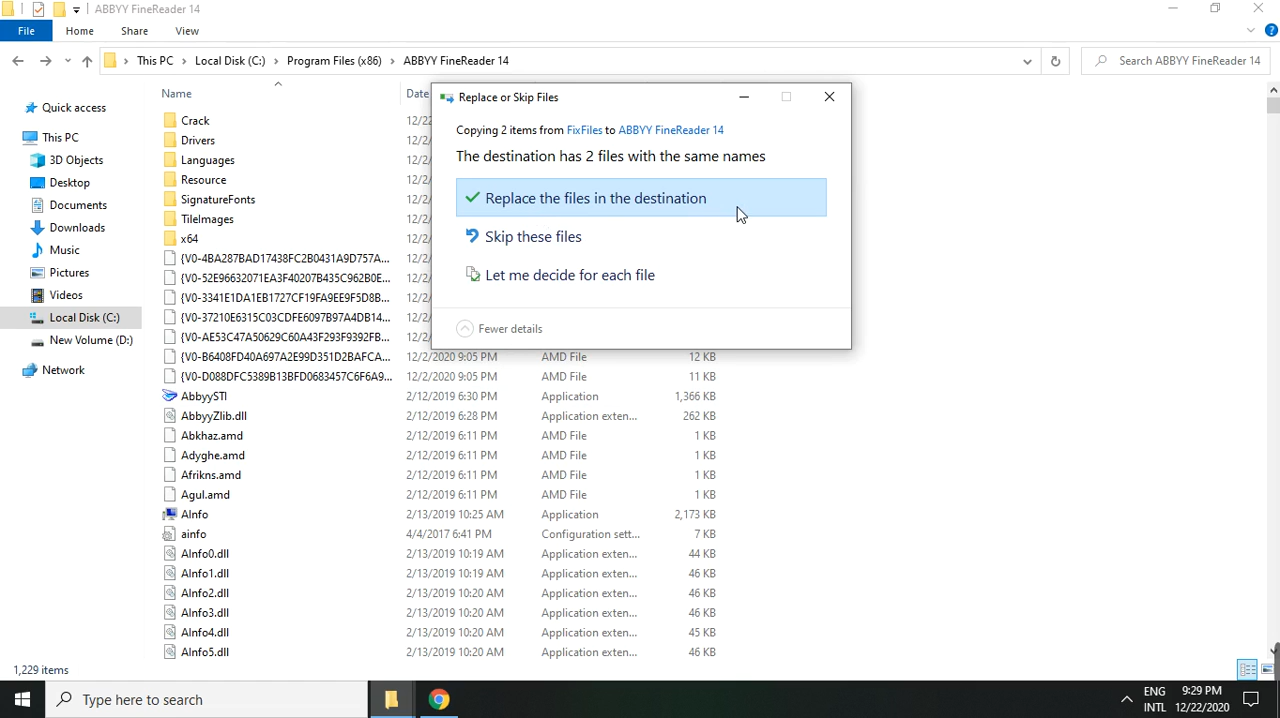 ABBYY FineReader 14
File Home Share View
This PC Local Disk (C:) Program Files (x86) ABBYY FineReader 14 Search ABBYY FineReader 14
Quick access
This PC
3D Objects
Desktop
Documents
Downloads
Music
Pictures
Videos
Local Disk (C:)
New Volume (D:)
Network
Name Date
Crack 12/22
Drivers 12/2
Languages 12/2
Resource 12/2
SignatureFonts 12/2
TileImages 12/2
x64 12/2
{V0-4BA287BAD17438FC2B0431A9D757A... 12/2
{V0-52E96632071EA3F40207B435C962B0E... 12/2
{V0-3341E1DA1EB1727CF19FA9EE9F5D8B... 12/2
{V0-37210E6315C03CDFE6097B97A4DB14... 12/2
{V0-AE53C47A50629C60A43F293F9392FB... 12/2
{V0-B6408FD40A697A2E99D351D2BAFCA... 12/2/2020 9:05 PM AMD File 12 KB
{V0-D088DFC5389B13BFD0683457C6F6A9... 12/2/2020 9:05 PM AMD File 11 KB
AbbyySTI 2/12/2019 6:30 PM Application 1,366 KB
AbbyyZlib.dll 2/12/2019 6:28 PM Application exten... 262 KB
Abkhaz.amd 2/12/2019 6:11 PM AMD File 1 KB
Adyghe.amd 2/12/2019 6:11 PM AMD File 1 KB
Afrikns.amd 2/12/2019 6:11 PM AMD File 1 KB
Agul.amd 2/12/2019 6:11 PM AMD File 1 KB
AInfo 2/13/2019 10:25 AM Application 2,173 KB
ainfo 4/4/2017 6:41 PM Configuration sett... 7 KB
AInfo0.dll 2/13/2019 10:19 AM Application exten... 44 KB
AInfo1.dll 2/13/2019 10:19 AM Application exten... 46 KB
AInfo2.dll 2/13/2019 10:20 AM Application exten... 46 KB
AInfo3.dll 2/13/2019 10:20 AM Application exten... 46 KB
AInfo4.dll 2/13/2019 10:20 AM Application exten... 45 KB
AInfo5.dll 2/13/2019 10:20 AM Application exten... 46 KB
Replace or Skip Files
Copying 2 items from FixFiles to ABBYY FineReader 14
The destination has 2 files with the same names
Replace the files in the destination
Skip these files
Let me decide for each file
Fewer details
1,229 items
Type here to search
ENG 9:29 PM
INTL 12/22/2020